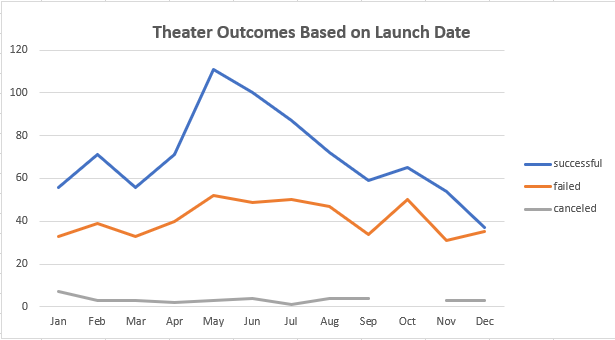 Theater Outcomes Based on Launch Date
120
100
80
60
40
20
0
Jan Feb Mar Apr May Jun Jul Aug Sep Oct Nov Dec
successful
failed
canceled